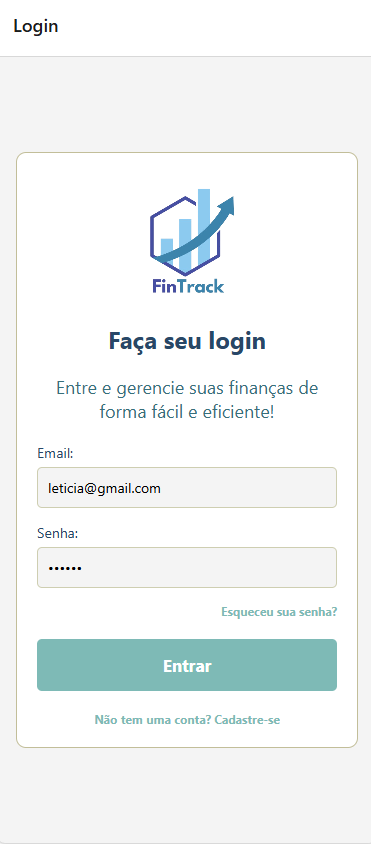 Login
FinTrack
Faça seu login
Entre e gerencie suas finanças de
forma fácil e eficiente!
Email:
leticia@gmail.com
Senha:
••••••
Esqueceu sua senha?
Entrar
Não tem uma conta? Cadastre-se